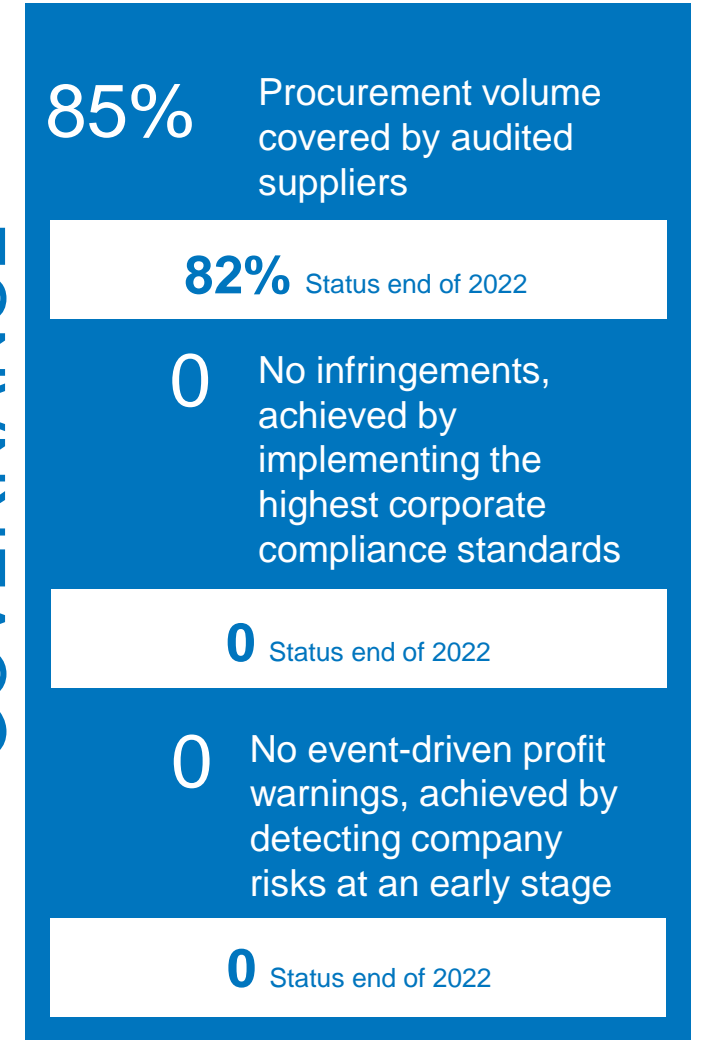 85%
Procurement volume
covered by audited
suppliers
82% Status end of 2022
0
No infringements,
achieved by
implementing the
highest corporate
compliance standards
0 Status end of 2022
0
No event-driven profit
warnings, achieved by
detecting company
risks at an early stage
0 Status end of 2022